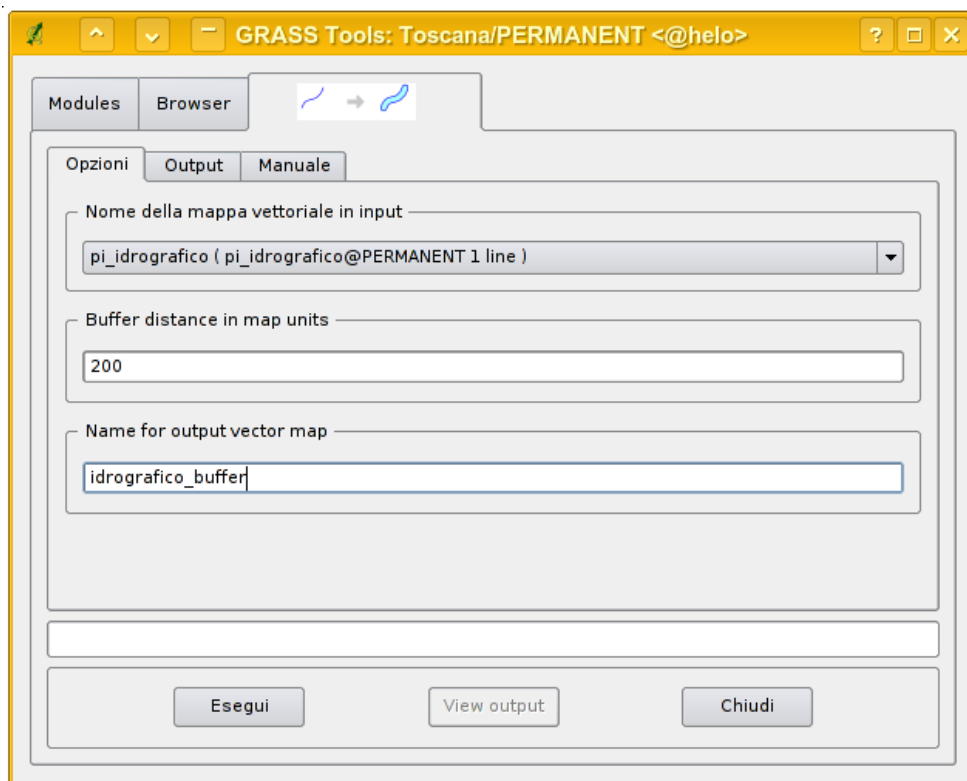 GRASS Tools: Toscana/PERMANENT <@helo>
?
Modules
Browser
Opzioni
Output
Manuale
Nome della mappa vettoriale in input
pi_idrografico ( pi_idrografico@PERMANENT 1 line )
Buffer distance in map units
200
Name for output vector map
idrografico_buffer
Esegui
View output
Chiudi